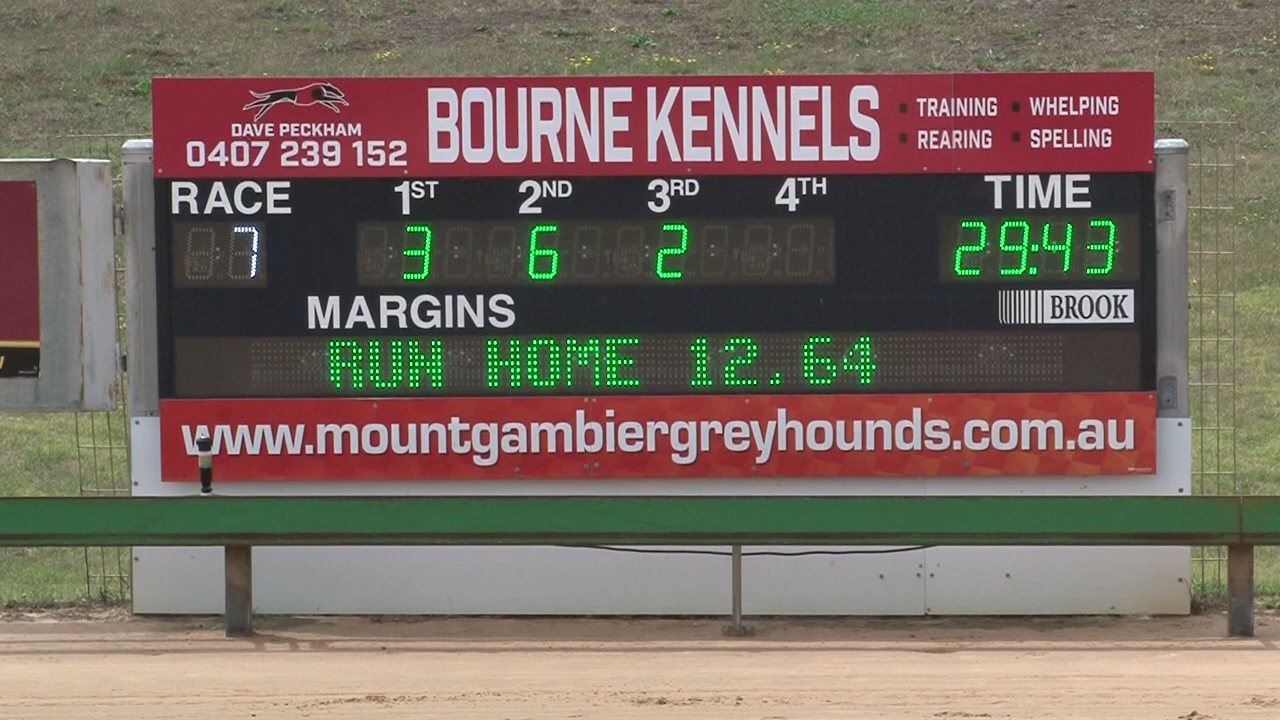 BOURNE KENNELS
DAVE PECKHAM
0407 239 152
TRAINING WHELPING
REARING SPELLING
RACE 1ST 2ND 3RD 4TH TIME
7 3 6 2 29:43
MARGINS
BROOK
RUN HOME 12.64
www.mountgambiergreyhounds.com.au